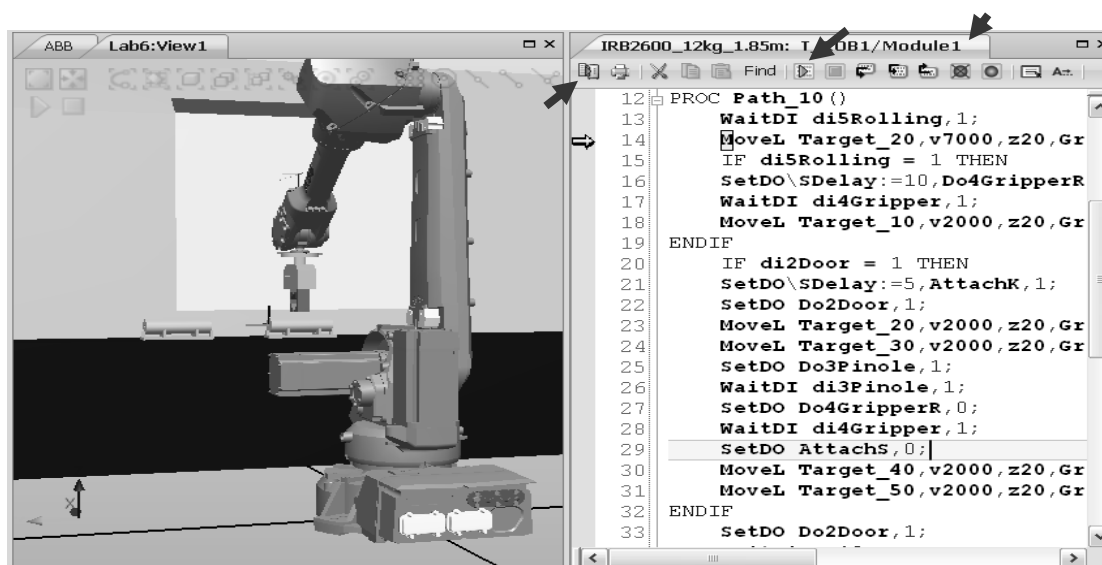 ABB Lab6:View1
IRB2600_12kg_1.85m: T_ OB1/Module1
Find
12 PROC Path_10()
13 WaitDI di5Rolling,1;
14 MoveL Target_20,v7000,z20,Gr
15 IF di5Rolling = 1 THEN
16 SetDO\SDelay:=10,Do4GripperR
17 WaitDI di4Gripper,1;
18 MoveL Target_10,v2000,z20,Gr
19 ENDIF
20 IF di2Door = 1 THEN
21 SetDO\SDelay:=5,AttachK,1;
22 SetDO Do2Door,1;
23 MoveL Target_20,v2000,z20,Gr
24 MoveL Target_30,v2000,z20,Gr
25 SetDO Do3Pinole,1;
26 WaitDI di3Pinole,1;
27 SetDO Do4GripperR,0;
28 WaitDI di4Gripper,1;
29 SetDO AttachS,0;
30 MoveL Target_40,v2000,z20,Gr
31 MoveL Target_50,v2000,z20,Gr
32 ENDIF
33 SetDO Do2Door,1;
X